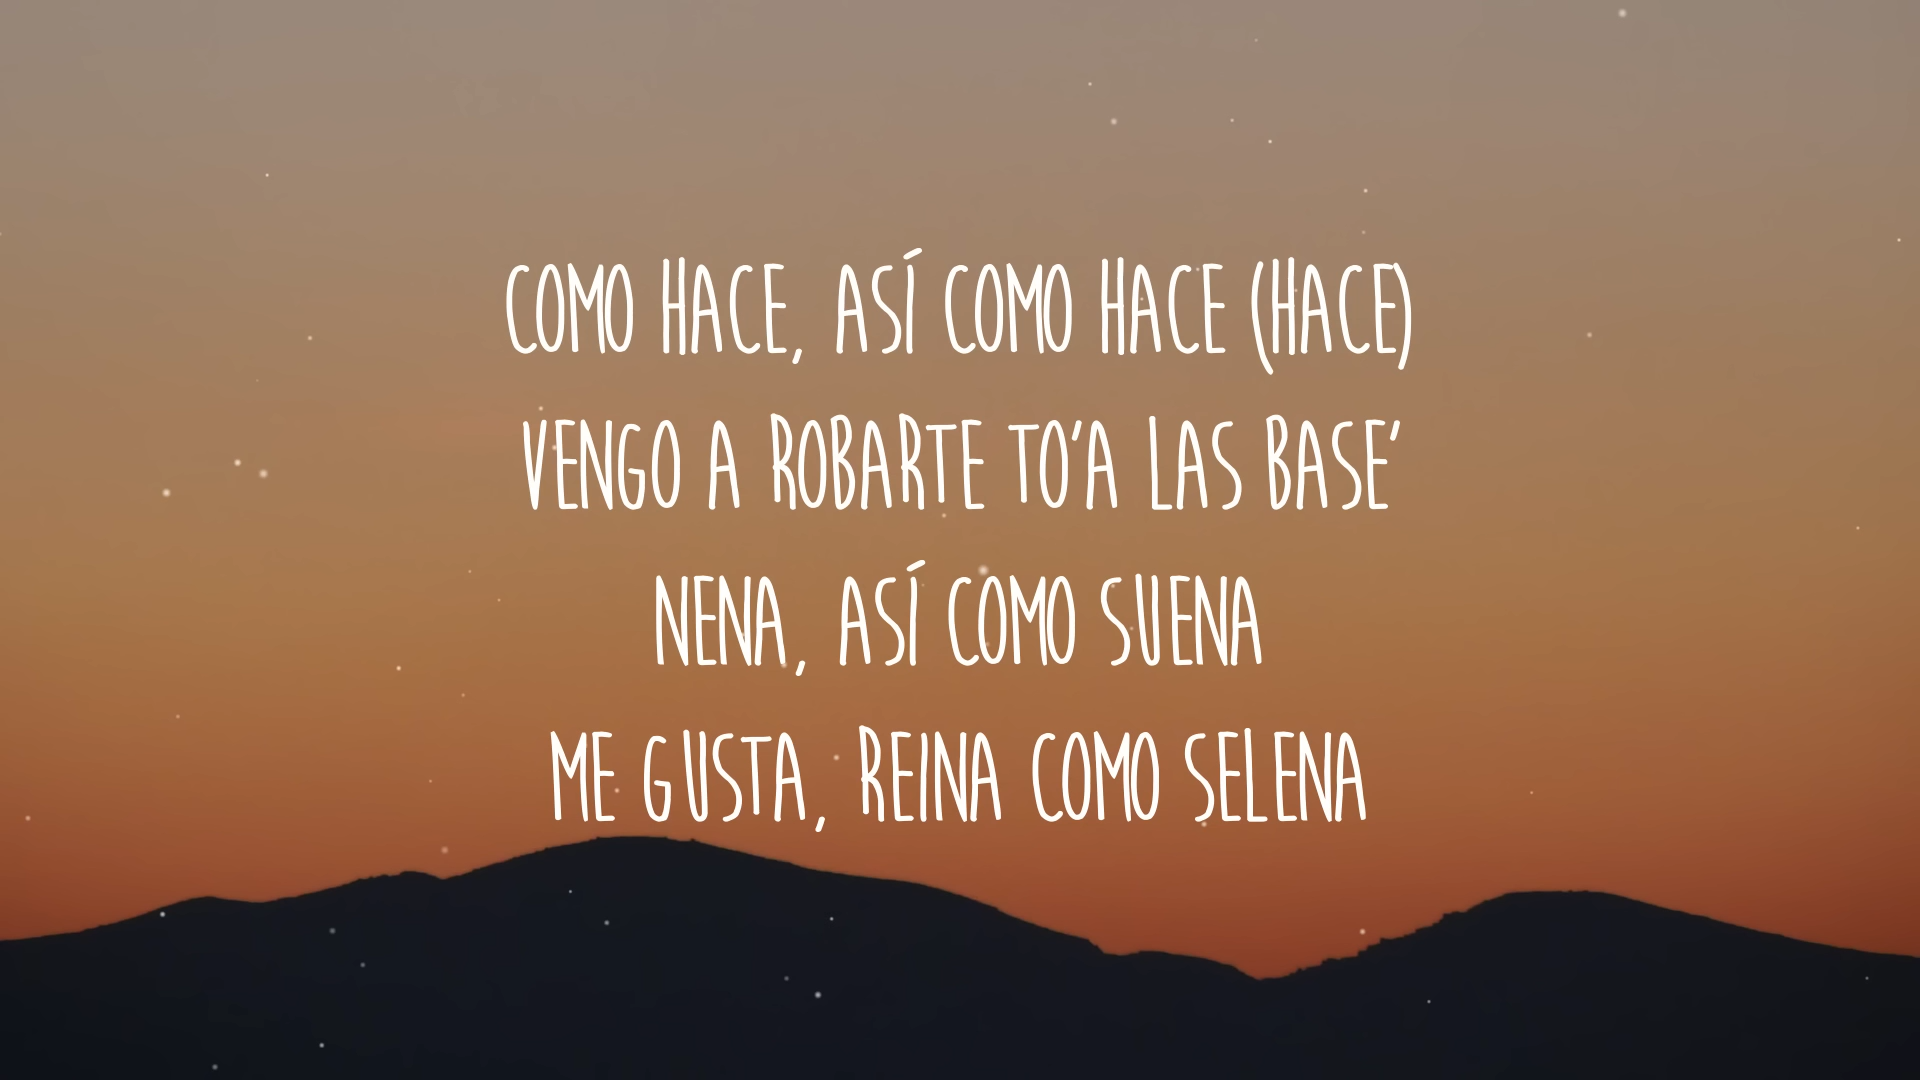 COMO HACE, ASÍ COMO HACE (HACE)
VENGO A ROBARTE TO'A LAS BASE'
NENA, ASÍ COMO SUENA
ME GUSTA, REINA COMO SELENA